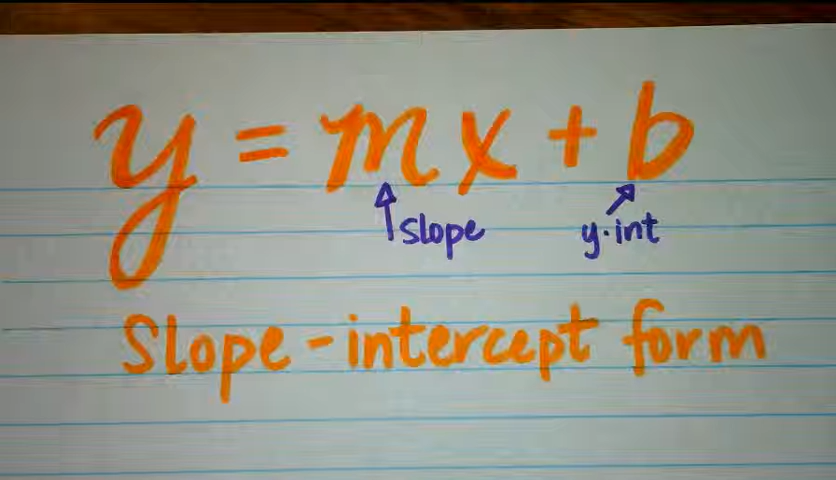 y = mx + b
slope y-int
Slope-intercept form